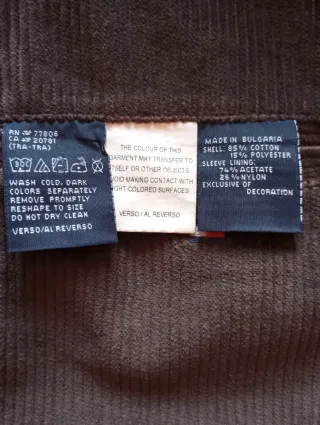 RN 77806
CA 20781
(TRA-TRA)
WASH COLD. DARK
COLORS SEPARATELY
REMOVE PROMPTLY
RESHAPE TO SIZE
DO NOT DRY CLEAN
VERSO/AL REVERSO
THE COLOUR OF THIS
GARMENT MAY TRANSFER TO
ITSELF OR OTHER OBJECTS.
AVOID MAKING CONTACT WITH
LIGHT-COLORED SURFACES.
VERSO / AL REVERSO
MADE IN BULGARIA
SHELL: 85% COTTON
15% POLYESTER
SLEEVE LINING:
74% ACETATE
26% NYLON
EXCLUSIVE OF
DECORATION